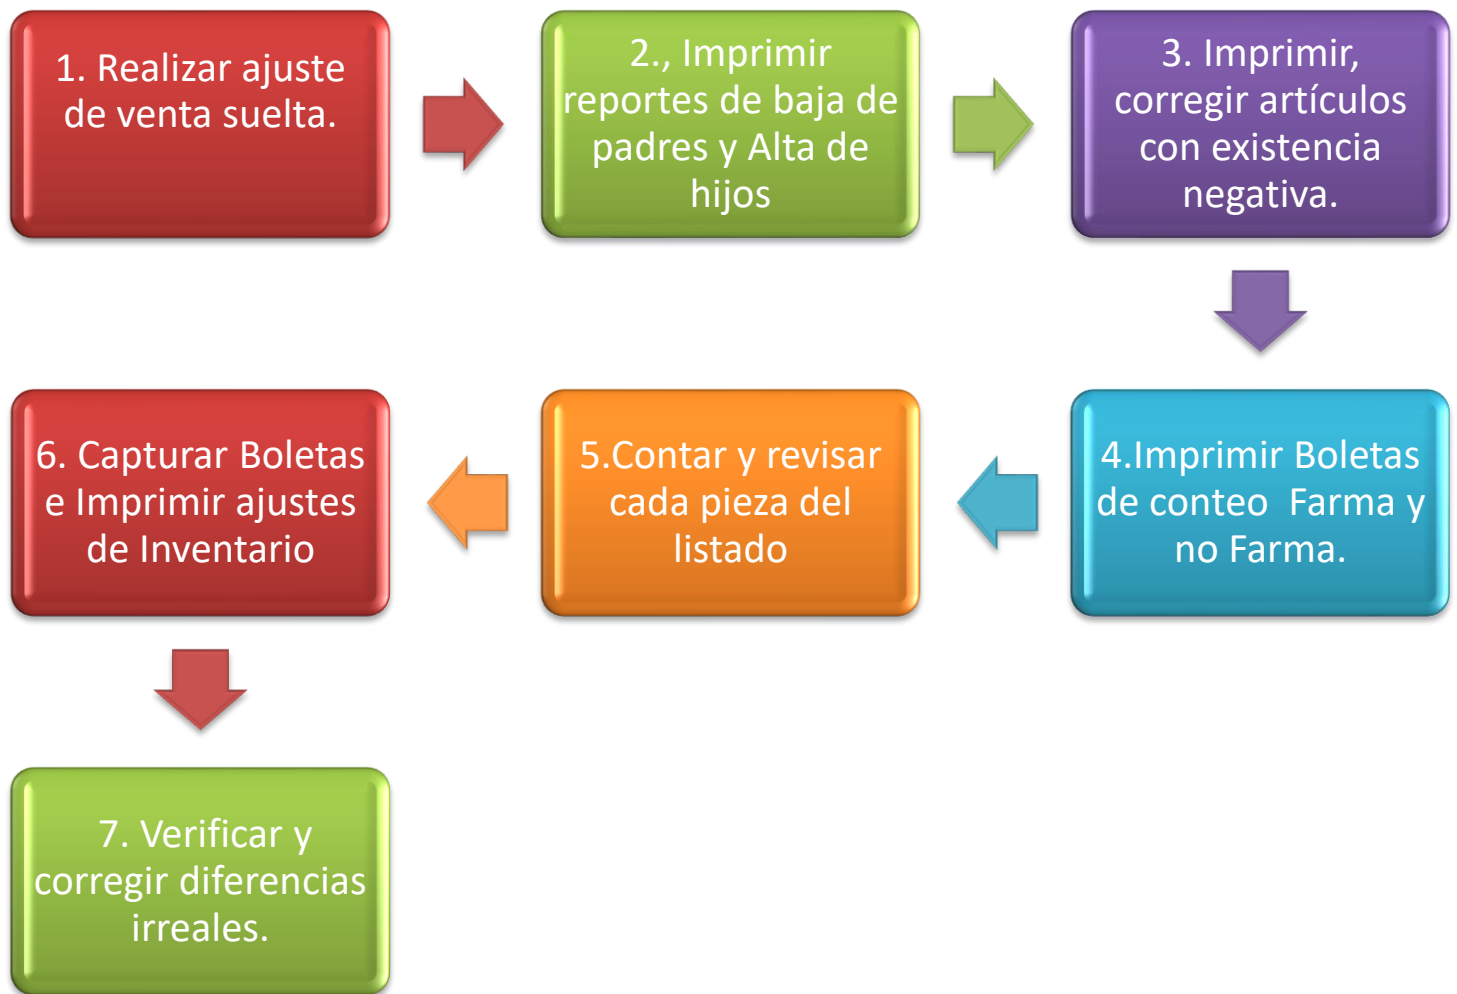 1. Realizar ajuste
de venta suelta.
2., Imprimir
reportes de baja de
padres y Alta de
hijos
3. Imprimir,
corregir artículos
con existencia
negativa.
4.Imprimir Boletas
de conteo  Farma y
no Farma.
5.Contar y revisar
cada pieza del
listado
6. Capturar Boletas
e Imprimir ajustes
de Inventario
7. Verificar y
corregir diferencias
irreales.